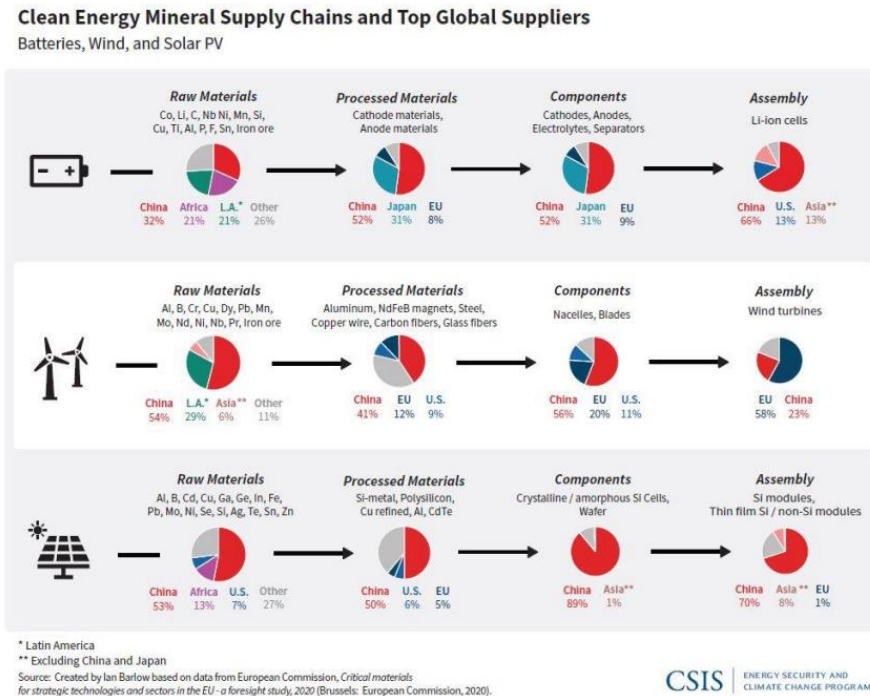 Clean Energy Mineral Supply Chains and Top Global Suppliers
Batteries, Wind, and Solar PV
Raw Materials
Co, Li, C, Nb Ni, Mn, Si,
Cu, Ti, Al, P, F, Sn, Iron ore
China Africa L.A.* Other
32% 21% 21% 26%
Processed Materials
Cathode materials,
Anode materials
China Japan EU
52% 31% 8%
Components
Cathodes, Anodes,
Electrolytes, Separators
China Japan EU
52% 31% 9%
Assembly
Li-ion cells
China U.S. Asia**
66% 13% 13%
Raw Materials
Al, B, Cr, Cu, Dy, Pb, Mn,
Mo, Nd, Ni, Nb, Pr, Iron ore
China L.A.* Asia** Other
54% 29% 6% 11%
Processed Materials
Aluminum, NdFeB magnets, Steel,
Copper wire, Carbon fibers, Glass fibers
China EU U.S.
41% 12% 9%
Components
Nacelles, Blades
China EU U.S.
56% 20% 11%
Assembly
Wind turbines
EU China
58% 23%
Raw Materials
Al, B, Cd, Cu, Ga, Ge, In, Fe,
Pb, Mo, Ni, Se, Si, Ag, Te, Sn, Zn
China Africa U.S. Other
53% 13% 7% 27%
Processed Materials
Si-metal, Polysilicon,
Cu refined, Al, CdTe
China U.S. EU
50% 6% 5%
Components
Crystalline / amorphous Si Cells,
Wafer
China Asia**
89% 1%
Assembly
Si modules,
Thin film Si / non-Si modules
China Asia** EU
70% 8% 1%
* Latin America
** Excluding China and Japan
Source: Created by Ian Barlow based on data from European Commission, Critical materials
for strategic technologies and sectors in the EU - a foresight study, 2020 (Brussels: European Commission, 2020).
CSIS
ENERGY SECURITY AND
CLIMATE CHANGE PROGRAM